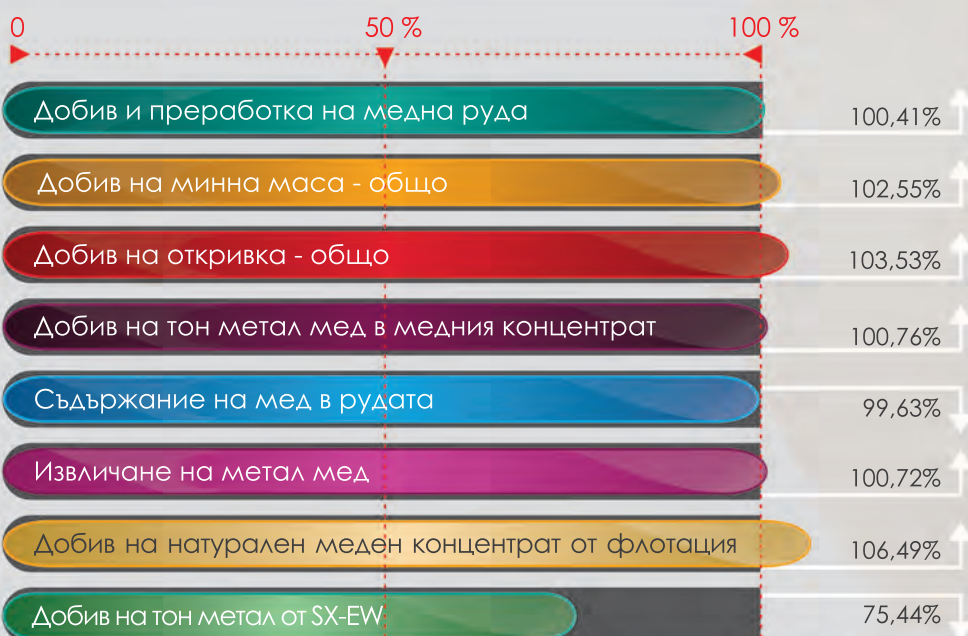 0 50 % 100 %
Добив и преработка на медна руда 100,41%
Добив на минна маса - общо 102,55%
Добив на откривка - общо 103,53%
Добив на тон метал мед в медния концентрат 100,76%
Съдържание на мед в рудата 99,63%
Извличане на метал мед 100,72%
Добив на натурален меден концентрат от флотация 106,49%
Добив на тон метал от SX-EW 75,44%